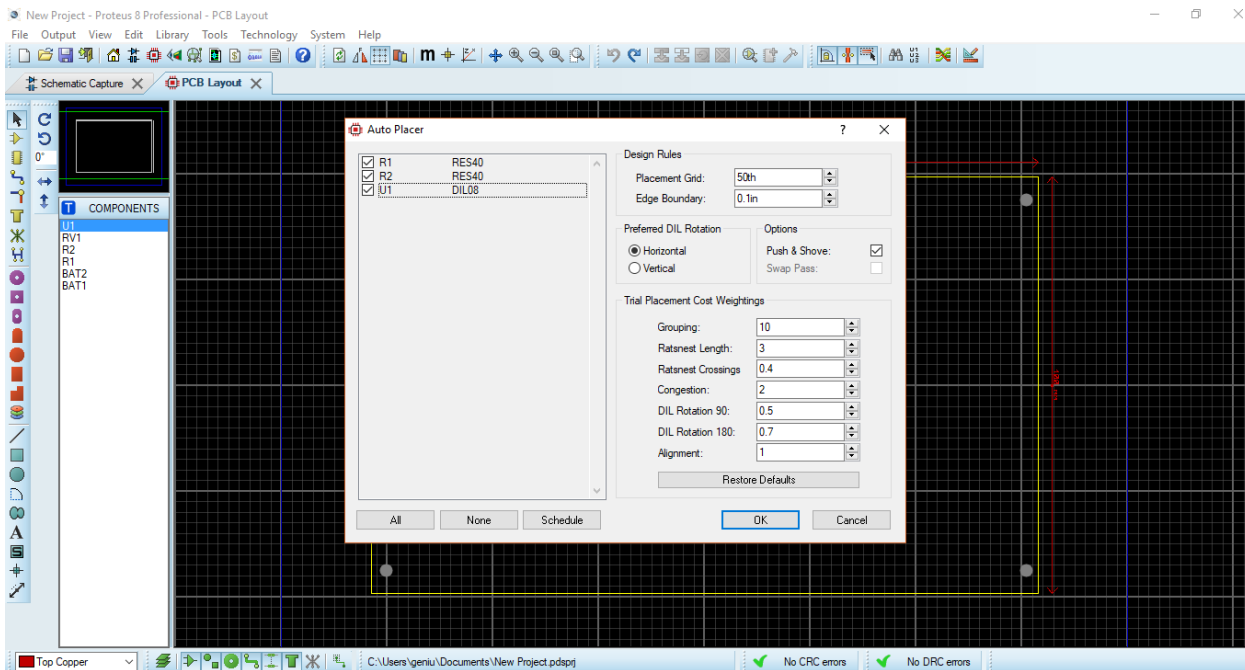 New Project - Proteus 8 Professional - PCB Layout
File Output View Edit Library Tools Technology System Help
Schematic Capture
PCB Layout
0°
T COMPONENTS
U1
RV1
R2
R1
BAT2
BAT1
Auto Placer
R1 RES40
R2 RES40
U1 DIL08
All None Schedule
Design Rules
Placement Grid: 50th
Edge Boundary: 0.1in
Preferred DIL Rotation
Horizontal
Vertical
Options
Push & Shove:
Swap Pass:
Trial Placement Cost Weightings
Grouping: 10
Ratsnest Length: 3
Ratsnest Crossings 0.4
Congestion: 2
DIL Rotation 90: 0.5
DIL Rotation 180: 0.7
Alignment: 1
Restore Defaults
OK Cancel
Top Copper
C:\Users\geniu\Documents\New Project.pdsprj
No CRC errors
No DRC errors